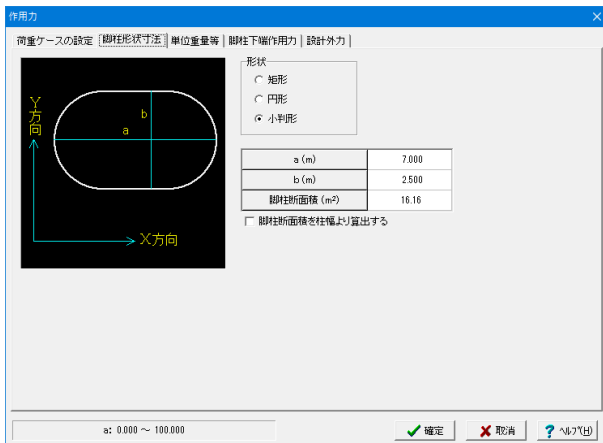 作用力
荷重ケースの設定 脚柱形状寸法 単位重量等 脚柱下端作用力 設計外力
形状
矩形
円形
小判形
Y方向
a
b
X方向
a (m) 7.000
b (m) 2.500
脚柱断面積 (m²) 16.16
脚柱断面積を柱幅より算出する
a: 0.000 ～ 100.000
確定
取消
ヘルプ(H)